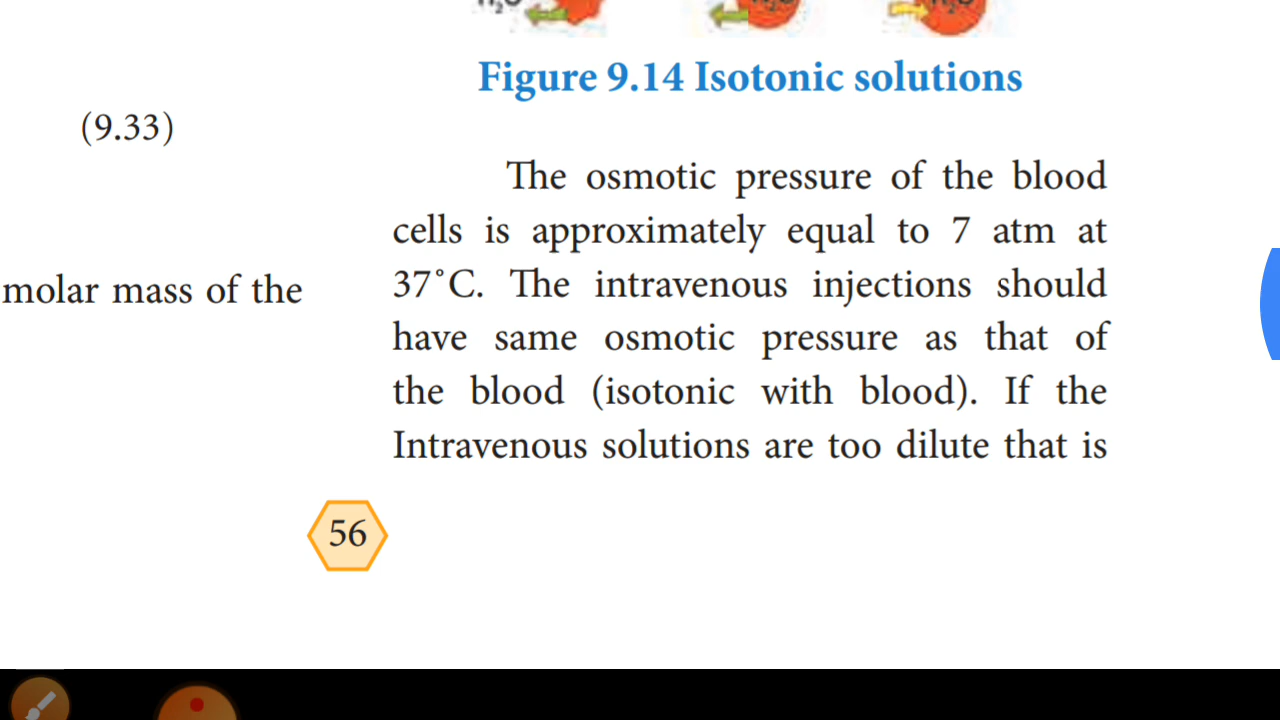 Figure 9.14 Isotonic solutions
(9.33)
molar mass of the
The osmotic pressure of the blood
cells is approximately equal to 7 atm at
37°C. The intravenous injections should
have same osmotic pressure as that of
the blood (isotonic with blood). If the
Intravenous solutions are too dilute that is
56